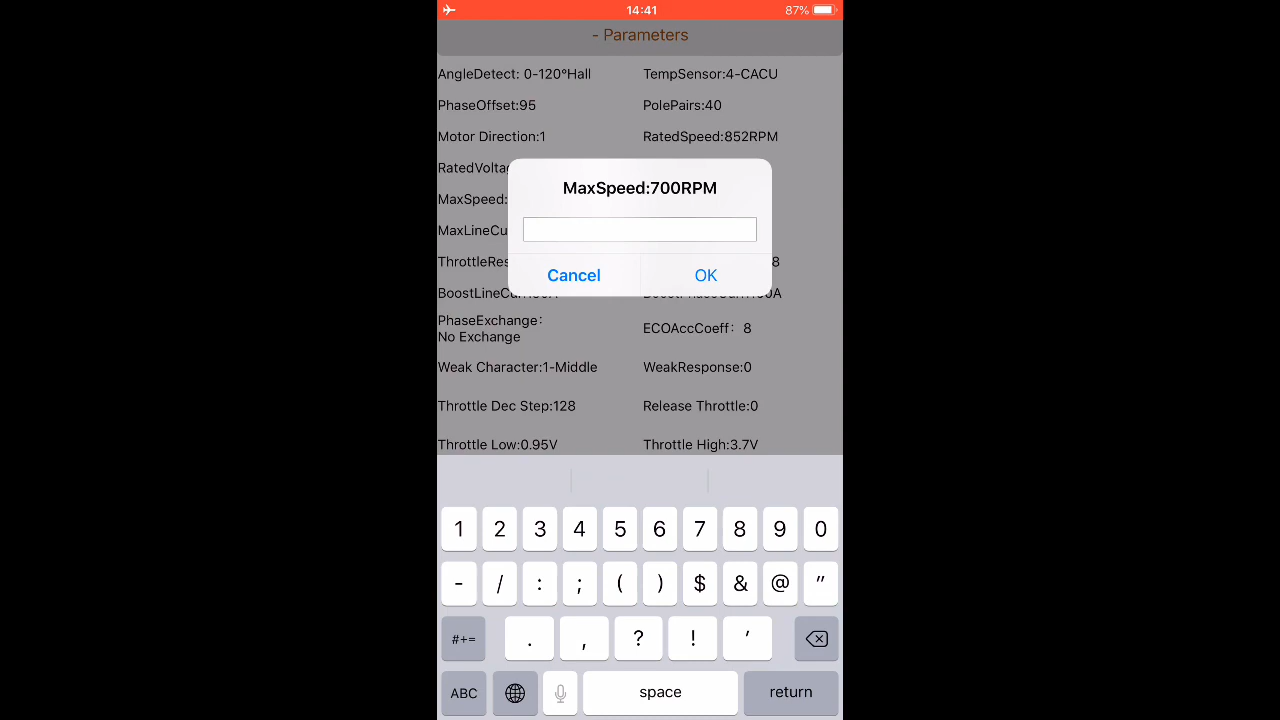 14:41
87%
- Parameters
AngleDetect: 0-120°Hall TempSensor:4-CACU
PhaseOffset:95 PolePairs:40
Motor Direction:1 RatedSpeed:852RPM
MaxSpeed:
MaxSpeed:700RPM
Cancel OK
8
PhaseExchange:
No Exchange
ECOAccCoeff: 8
Weak Character:1-Middle WeakResponse:0
Throttle Dec Step:128 Release Throttle:0
Throttle Low:0.95V Throttle High:3.7V
1 2 3 4 5 6 7 8 9 0
- / : ; ( ) $ & @ "
#+= . , ? ! '
ABC space return